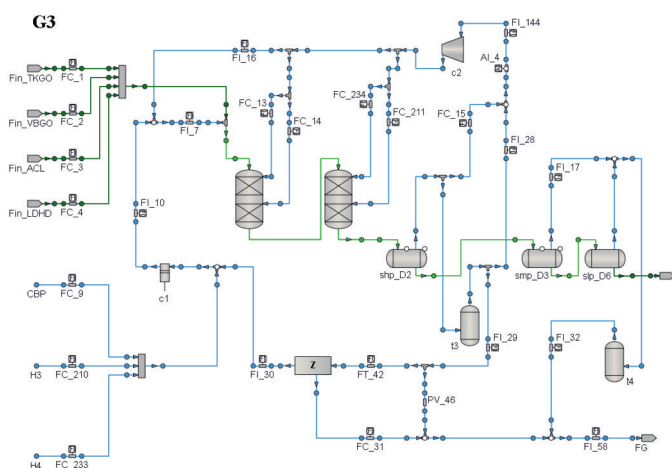 G3
FI_144
FI_16
AI_4
c2
Fin_TKGO
FC_1
FC_13
FC_14
FC_234
FC_211
FC_15
Fin_VBGO
FC_2
FI_7
FI_28
Fin_ACL
FC_3
FI_17
Fin_LDHD
FC_4
FI_10
shp_D2
smp_D3
slp_D6
CBP
FC_9
c1
t3
FI_29
FI_32
t4
H3
FC_210
FI_30
Z
FT_42
PV_46
FC_31
FI_58
FG
H4
FC_233